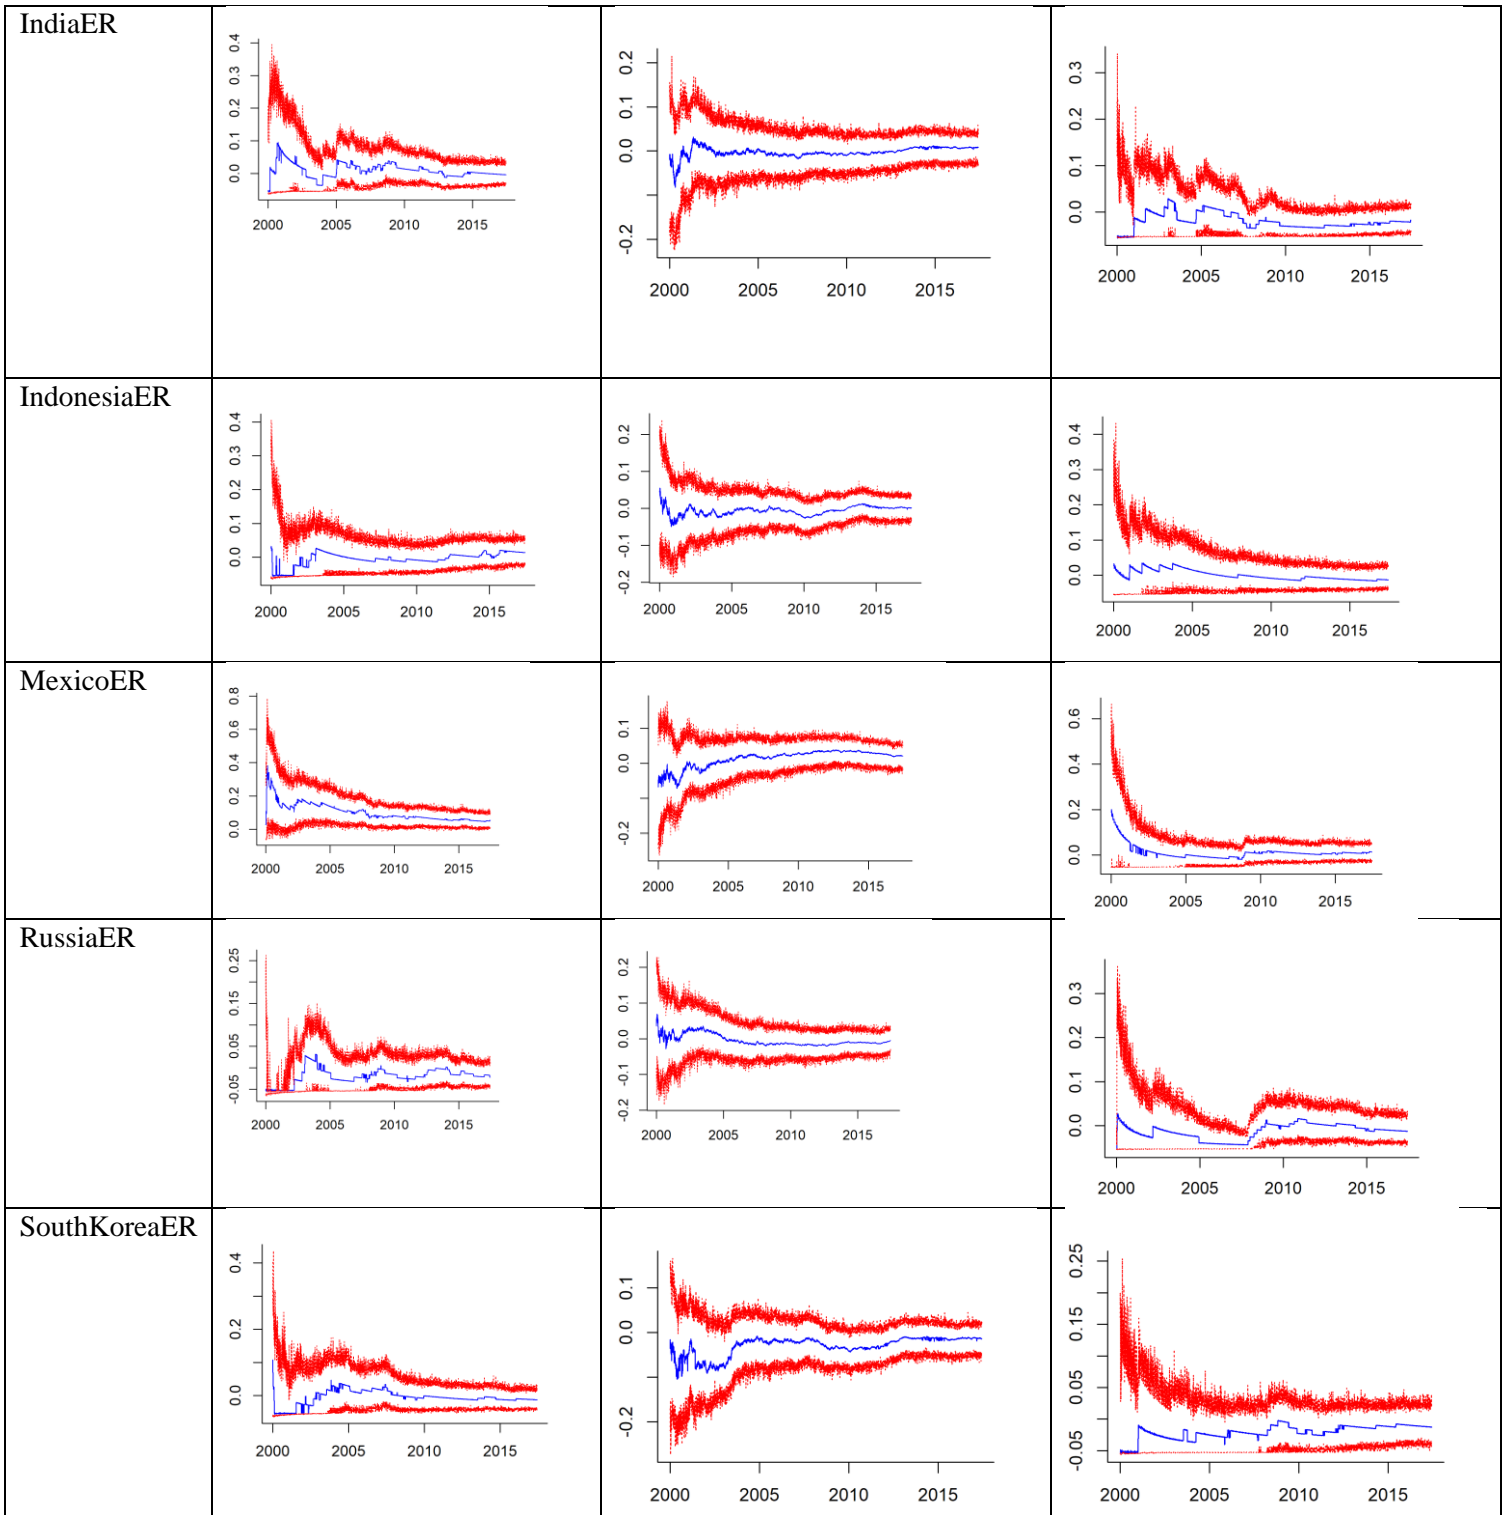 IndiaER
0.0 0.1 0.2 0.3 0.4
2000 2005 2010 2015
-0.2 0.0 0.1 0.2
2000 2005 2010 2015
0.0 0.1 0.2 0.3
2000 2005 2010 2015
IndonesiaER
0.0 0.1 0.2 0.3 0.4
2000 2005 2010 2015
-0.2 -0.1 0.0 0.1 0.2
2000 2005 2010 2015
0.0 0.1 0.2 0.3 0.4
2000 2005 2010 2015
MexicoER
0.0 0.2 0.4 0.6 0.8
2000 2005 2010 2015
-0.2 0.0 0.1
2000 2005 2010 2015
0.0 0.2 0.4 0.6
2000 2005 2010 2015
RussiaER
-0.05 0.05 0.15 0.25
2000 2005 2010 2015
-0.2 -0.1 0.0 0.1 0.2
2000 2005 2010 2015
0.0 0.1 0.2 0.3
2000 2005 2010 2015
SouthKoreaER
0.0 0.2 0.4
2000 2005 2010 2015
-0.2 0.0 0.1
2000 2005 2010 2015
-0.05 0.05 0.15 0.25
2000 2005 2010 2015